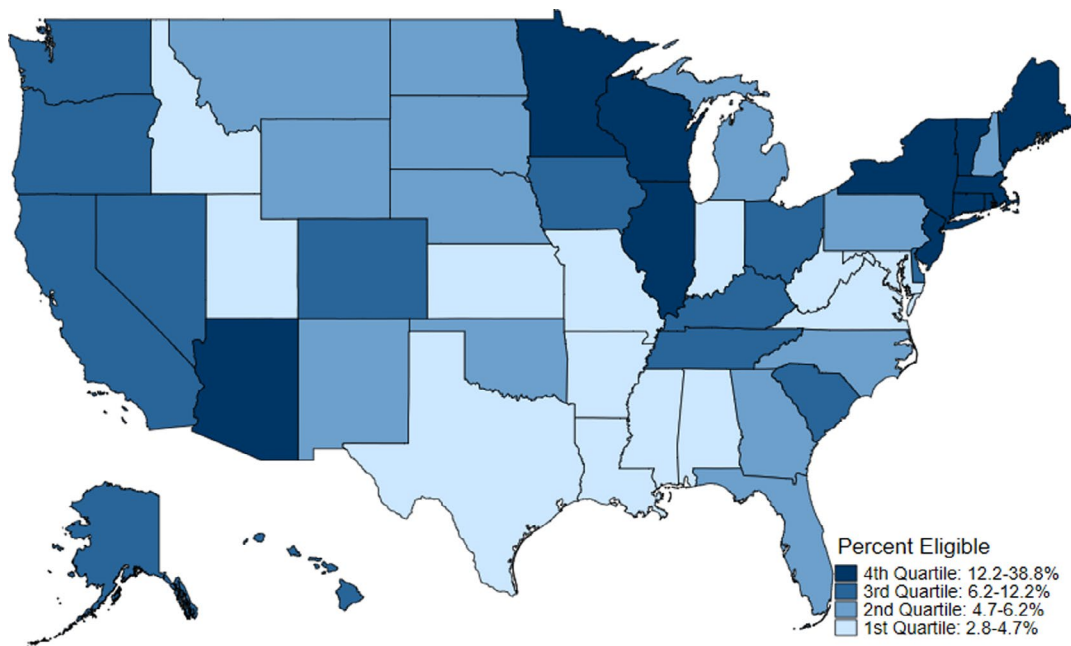 Percent Eligible
4th Quartile: 12.2-38.8%
3rd Quartile: 6.2-12.2%
2nd Quartile: 4.7-6.2%
1st Quartile: 2.8-4.7%